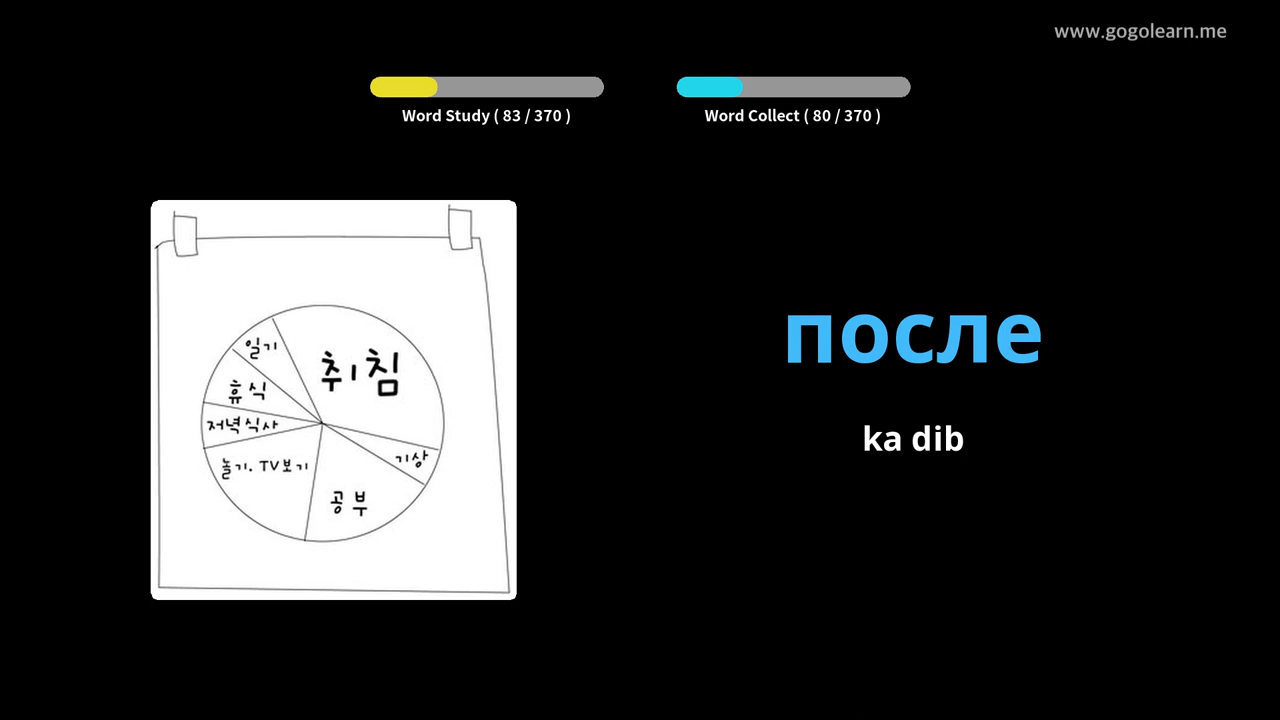 www.gogolearn.me
Word Study ( 83 / 370 )
Word Collect ( 80 / 370 )
일기
취침
휴식
저녁식사
놀기. TV보기
기상
공부
после
ka dib